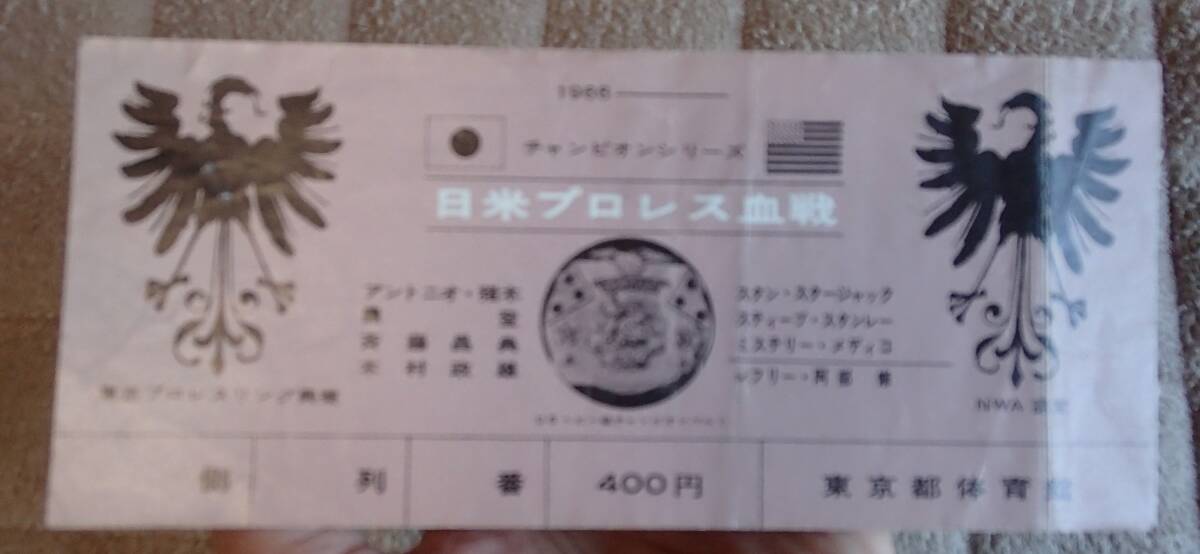 1966
チャンピオンシリーズ
日米プロレス血戦
アントニオ・猪木
豊 登
斉藤昌典
木村政雄
スタン・スタージャック
スティーブ・スタンレー
ミステリー・メディコ
レフリー・阿部 脩
東京プロレスリング興業
NWA
側 列 番 400円 東京都体育館